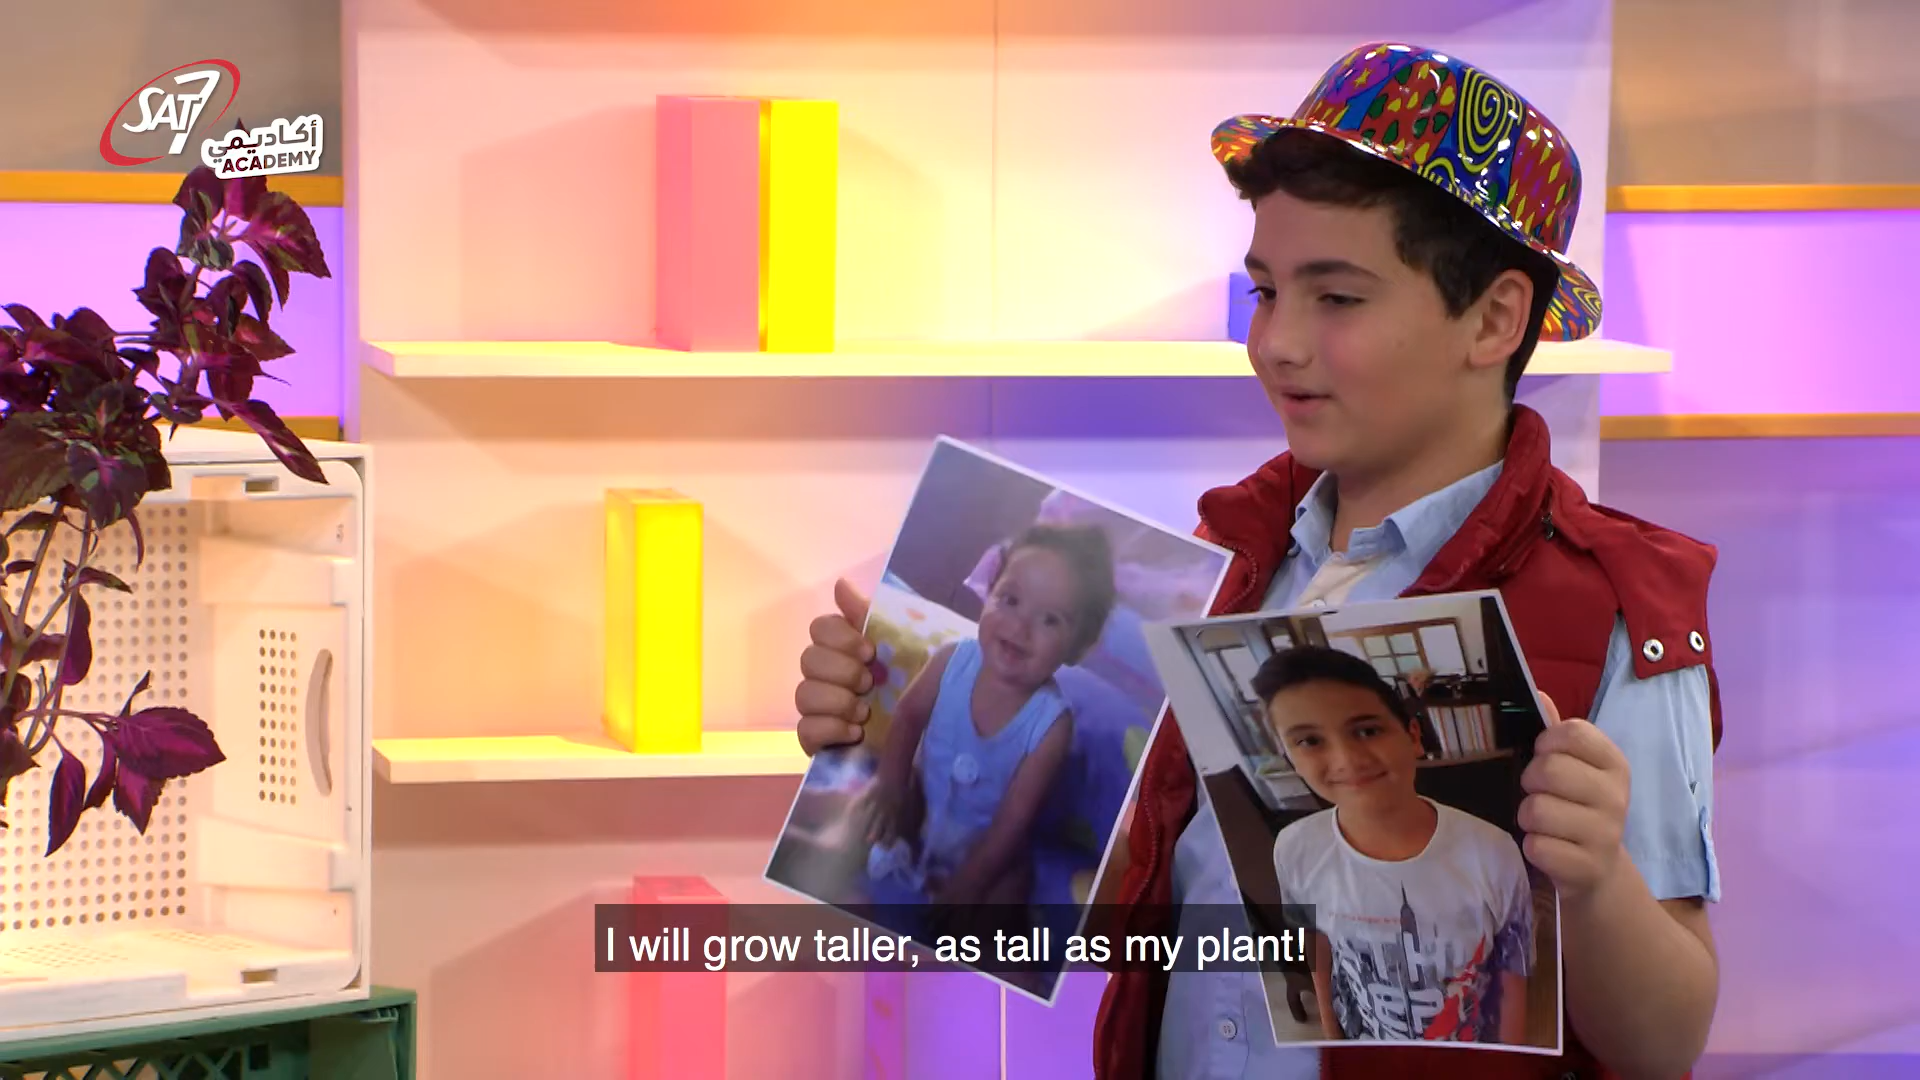 SAT7
أكاديمي
ACADEMY
I will grow taller, as tall as my plant!